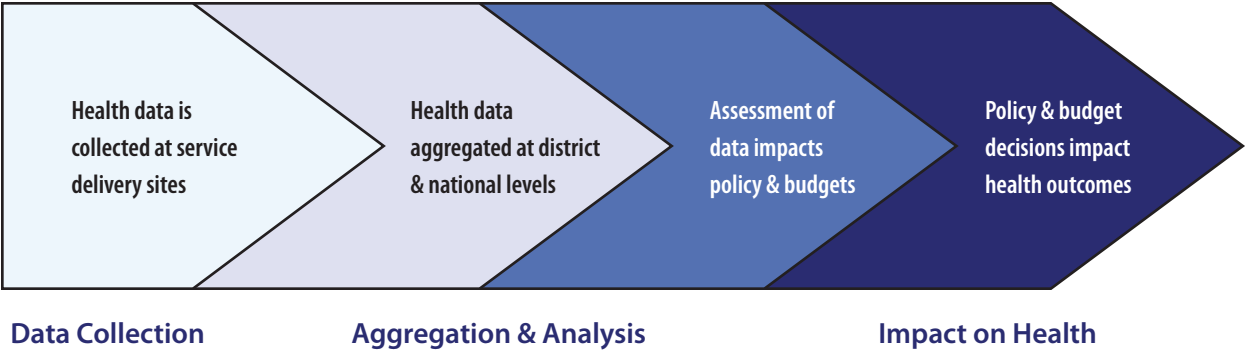 Health data is
collected at service
delivery sites
Health data
aggregated at district
& national levels
Assessment of
data impacts
policy & budgets
Policy & budget
decisions impact
health outcomes
Data Collection
Aggregation & Analysis
Impact on Health